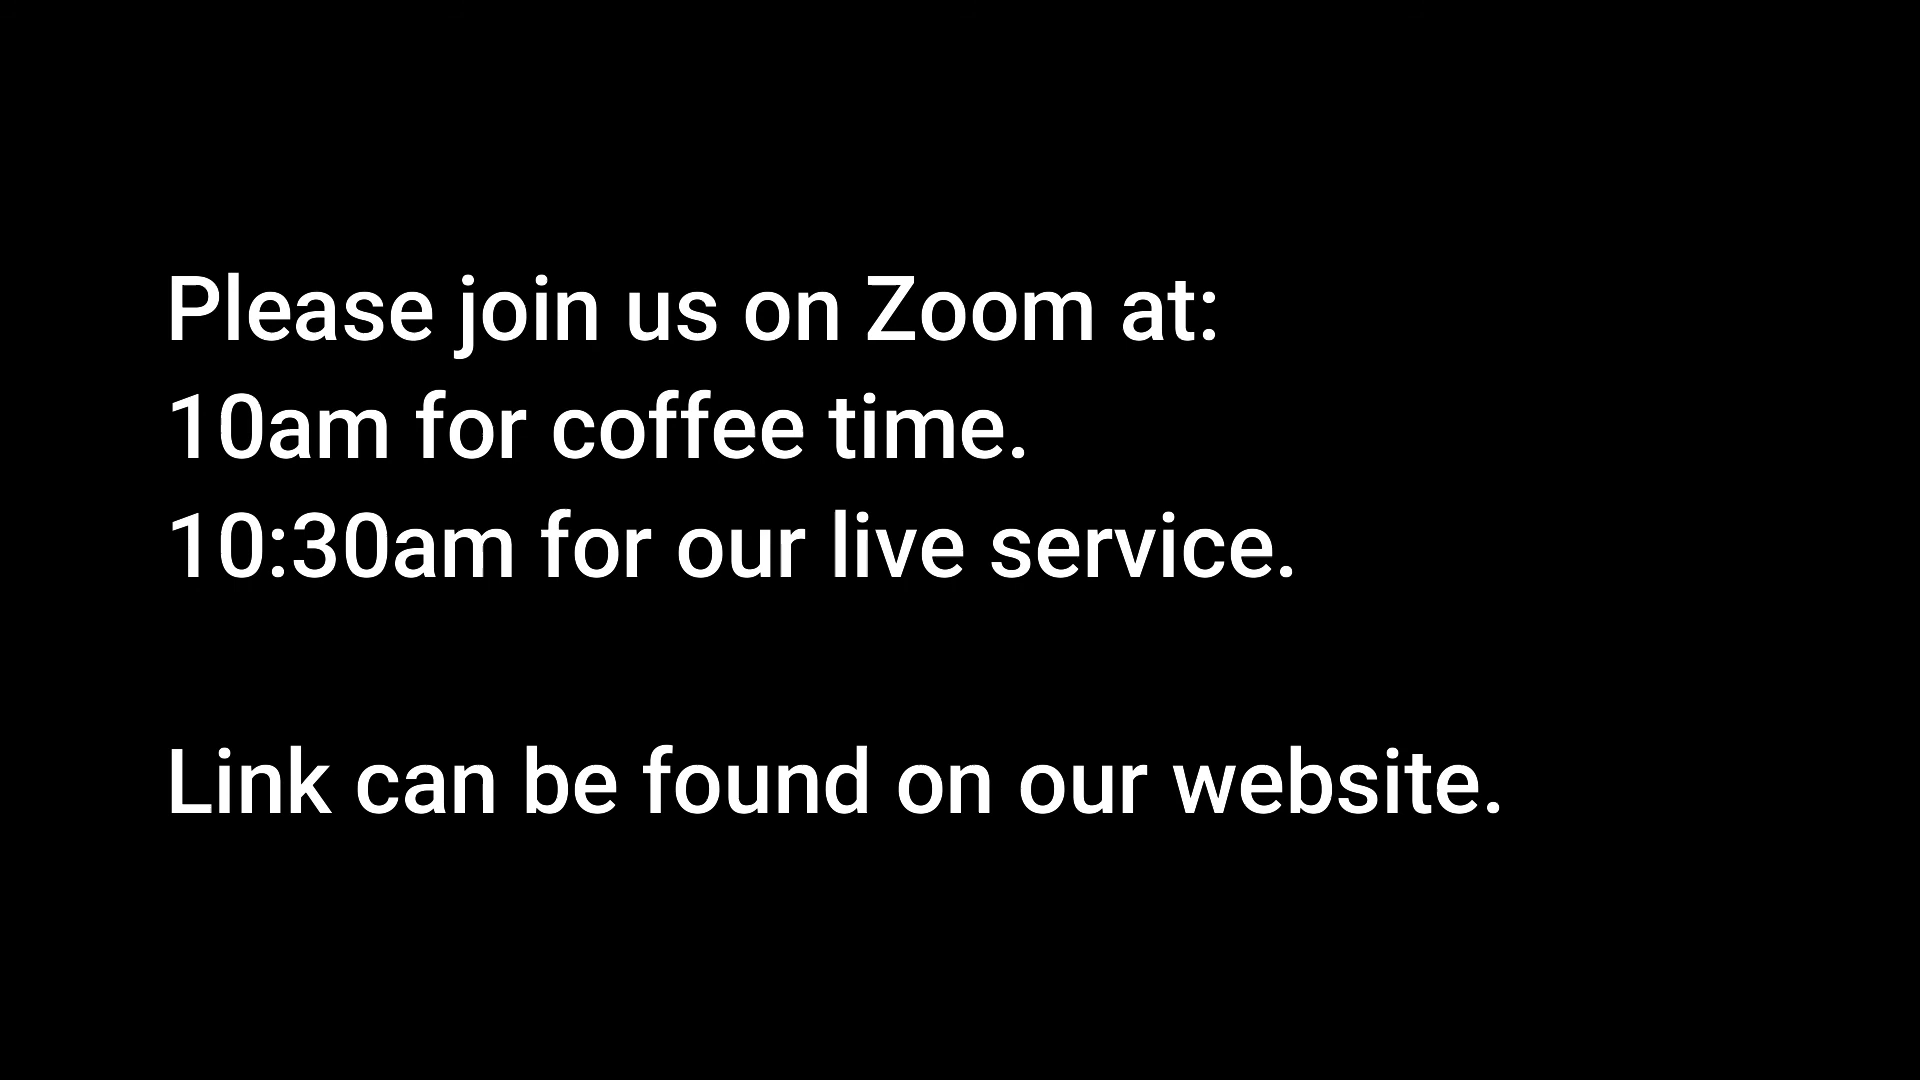 Please join us on Zoom at:
10am for coffee time.
10:30am for our live service.
Link can be found on our website.